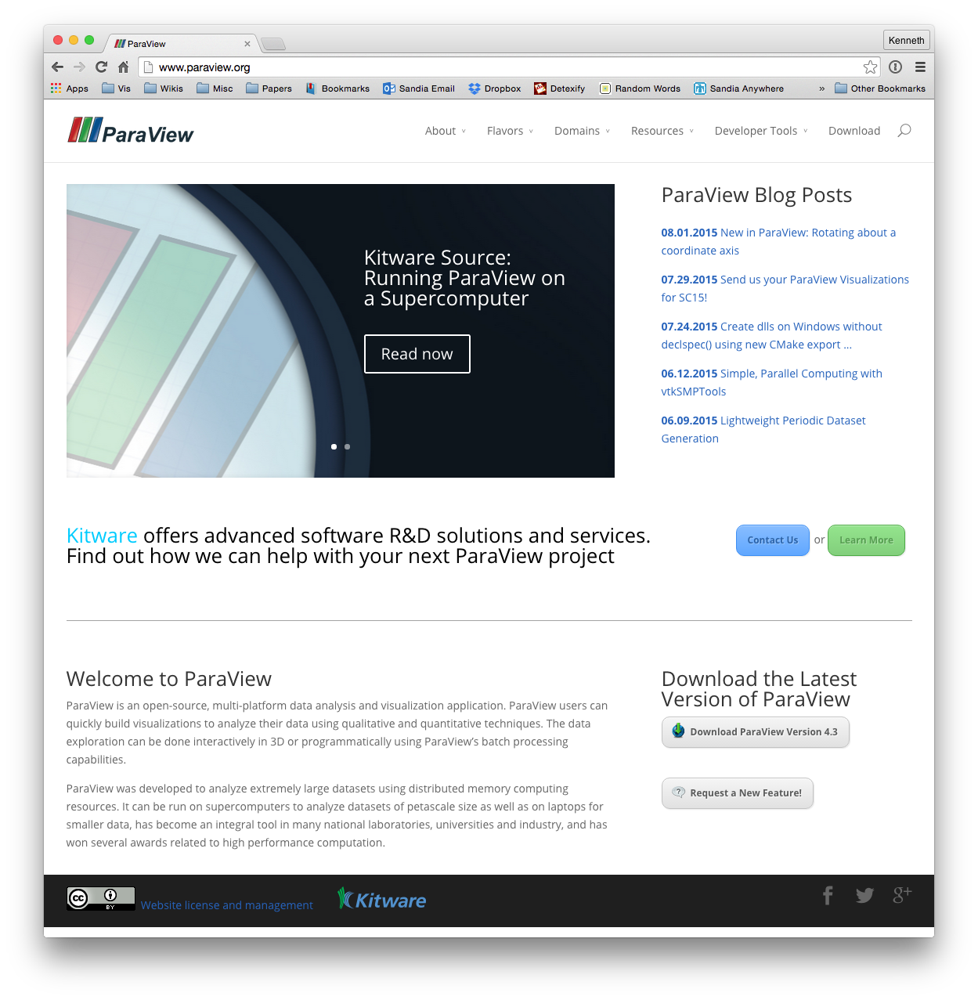 ParaView
Kenneth
www.paraview.org
Apps Vis Wikis Misc Papers Bookmarks Sandia Email Dropbox Detexify Random Words Sandia Anywhere » Other Bookmarks
ParaView
About Flavors Domains Resources Developer Tools Download
Kitware Source:
Running ParaView on
a Supercomputer
Read now
ParaView Blog Posts
08.01.2015 New in ParaView: Rotating about a
coordinate axis
07.29.2015 Send us your ParaView Visualizations
for SC15!
07.24.2015 Create dlls on Windows without
declspec() using new CMake export ...
06.12.2015 Simple, Parallel Computing with
vtkSMPTools
06.09.2015 Lightweight Periodic Dataset
Generation
Kitware offers advanced software R&D solutions and services.
Find out how we can help with your next ParaView project
Contact Us or Learn More
Welcome to ParaView
ParaView is an open-source, multi-platform data analysis and visualization application. ParaView users can
quickly build visualizations to analyze their data using qualitative and quantitative techniques. The data
exploration can be done interactively in 3D or programmatically using ParaView's batch processing
capabilities.
ParaView was developed to analyze extremely large datasets using distributed memory computing
resources. It can be run on supercomputers to analyze datasets of petascale size as well as on laptops for
smaller data, has become an integral tool in many national laboratories, universities and industry, and has
won several awards related to high performance computation.
Download the Latest
Version of ParaView
Download ParaView Version 4.3
Request a New Feature!
cc BY Website license and management
Kitware
f g+